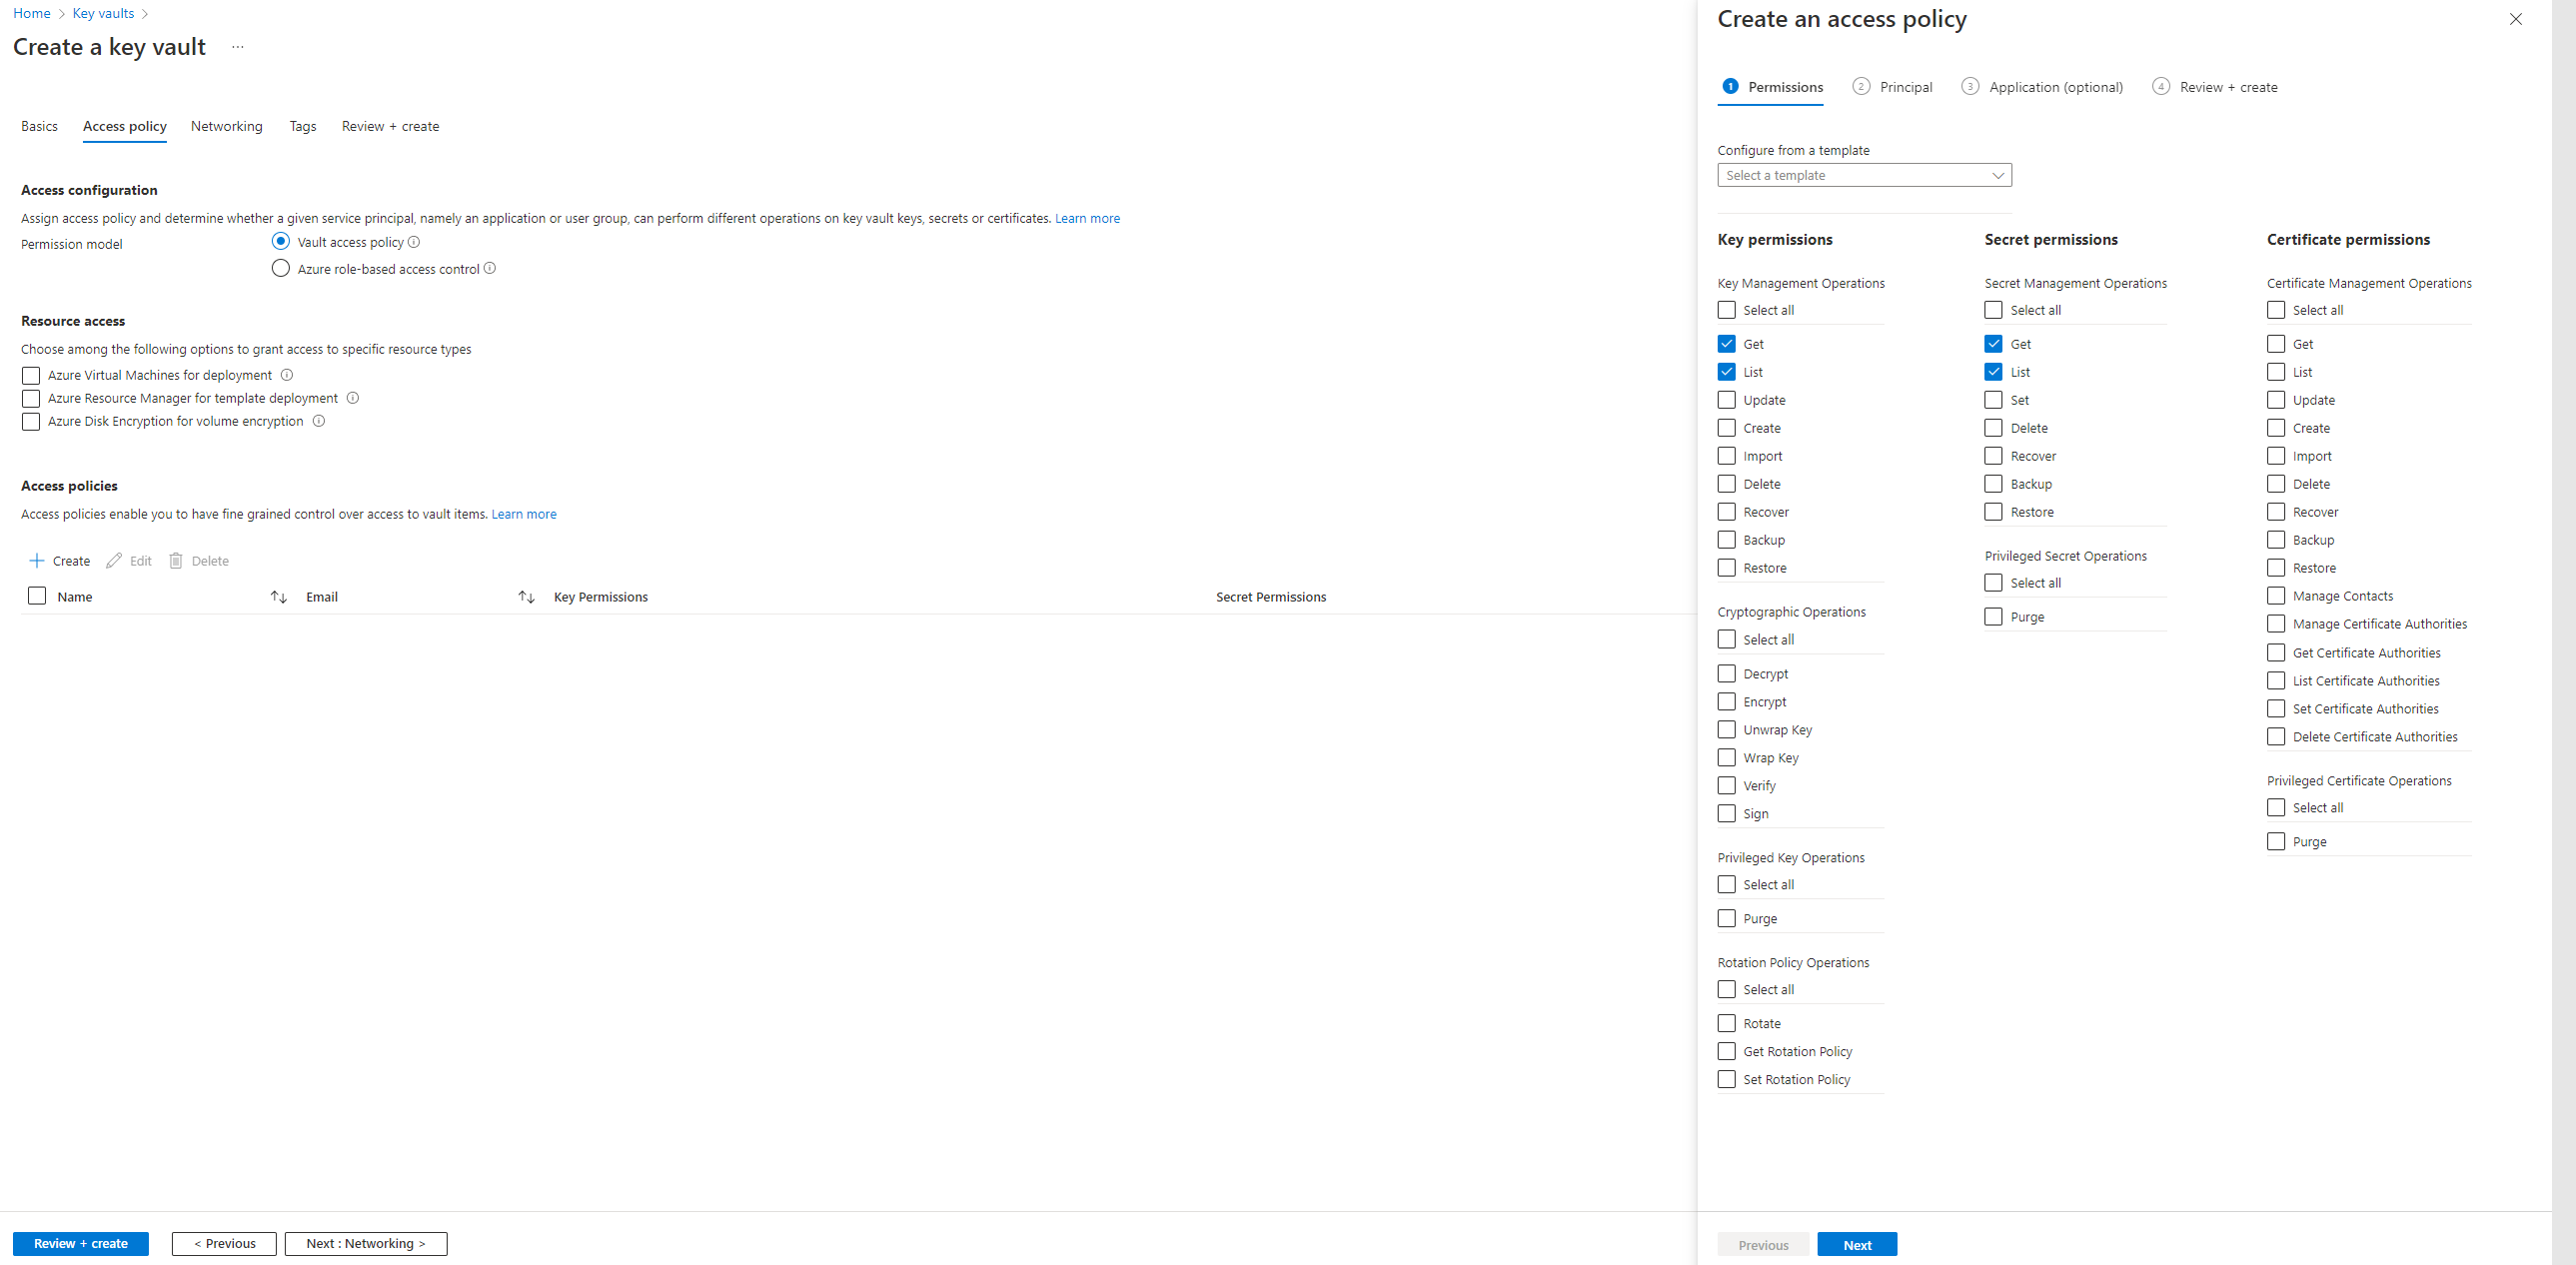 Home > Key vaults >
Create a key vault ...
Basics Access policy Networking Tags Review + create
Access configuration
Assign access policy and determine whether a given service principal, namely an application or user group, can perform different operations on key vault keys, secrets or certificates. Learn more
Permission model
Vault access policy
Azure role-based access control
Resource access
Choose among the following options to grant access to specific resource types
Azure Virtual Machines for deployment
Azure Resource Manager for template deployment
Azure Disk Encryption for volume encryption
Access policies
Access policies enable you to have fine grained control over access to vault items. Learn more
Create Edit Delete
Name Email Key Permissions Secret Permissions
Review + create < Previous Next : Networking >
Create an access policy
1 Permissions 2 Principal 3 Application (optional) 4 Review + create
Configure from a template
Select a template
Key permissions
Key Management Operations
Select all
Get
List
Update
Create
Import
Delete
Recover
Backup
Restore
Cryptographic Operations
Select all
Decrypt
Encrypt
Unwrap Key
Wrap Key
Verify
Sign
Privileged Key Operations
Select all
Purge
Rotation Policy Operations
Select all
Rotate
Get Rotation Policy
Set Rotation Policy
Secret permissions
Secret Management Operations
Select all
Get
List
Set
Delete
Recover
Backup
Restore
Privileged Secret Operations
Select all
Purge
Certificate permissions
Certificate Management Operations
Select all
Get
List
Update
Create
Import
Delete
Recover
Backup
Restore
Manage Contacts
Manage Certificate Authorities
Get Certificate Authorities
List Certificate Authorities
Set Certificate Authorities
Delete Certificate Authorities
Privileged Certificate Operations
Select all
Purge
Previous Next